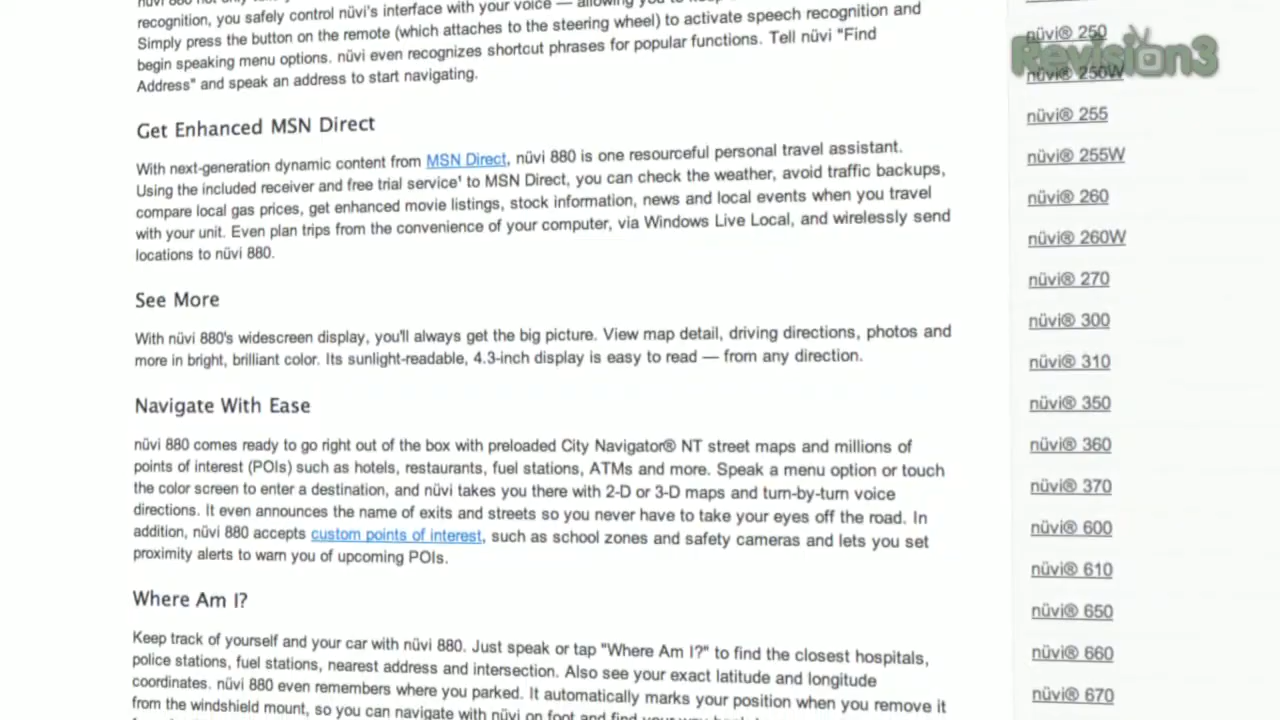 recognition, you safely control nüvi's interface with your voice —
Simply press the button on the remote (which attaches to the steering wheel) to activate speech recognition and
begin speaking menu options. nüvi even recognizes shortcut phrases for popular functions. Tell nüvi "Find
Address" and speak an address to start navigating.
Get Enhanced MSN Direct
With next-generation dynamic content from MSN Direct, nüvi 880 is one resourceful personal travel assistant.
Using the included receiver and free trial service¹ to MSN Direct, you can check the weather, avoid traffic backups,
compare local gas prices, get enhanced movie listings, stock information, news and local events when you travel
with your unit. Even plan trips from the convenience of your computer, via Windows Live Local, and wirelessly send
locations to nüvi 880.
See More
With nüvi 880's widescreen display, you'll always get the big picture. View map detail, driving directions, photos and
more in bright, brilliant color. Its sunlight-readable, 4.3-inch display is easy to read — from any direction.
Navigate With Ease
nüvi 880 comes ready to go right out of the box with preloaded City Navigator® NT street maps and millions of
points of interest (POIs) such as hotels, restaurants, fuel stations, ATMs and more. Speak a menu option or touch
the color screen to enter a destination, and nüvi takes you there with 2-D or 3-D maps and turn-by-turn voice
directions. It even announces the name of exits and streets so you never have to take your eyes off the road. In
addition, nüvi 880 accepts custom points of interest, such as school zones and safety cameras and lets you set
proximity alerts to warn you of upcoming POIs.
Where Am I?
Keep track of yourself and your car with nüvi 880. Just speak or tap "Where Am I?" to find the closest hospitals,
police stations, fuel stations, nearest address and intersection. Also see your exact latitude and longitude
coordinates. nüvi 880 even remembers where you parked. It automatically marks your position when you remove it
from the windshield mount, so you can navigate with nüvi on foot and find your way
nüvi® 250
Revision3
nüvi® 250W
nüvi® 255
nüvi® 255W
nüvi® 260
nüvi® 260W
nüvi® 270
nüvi® 300
nüvi® 310
nüvi® 350
nüvi® 360
nüvi® 370
nüvi® 600
nüvi® 610
nüvi® 650
nüvi® 660
nüvi® 670